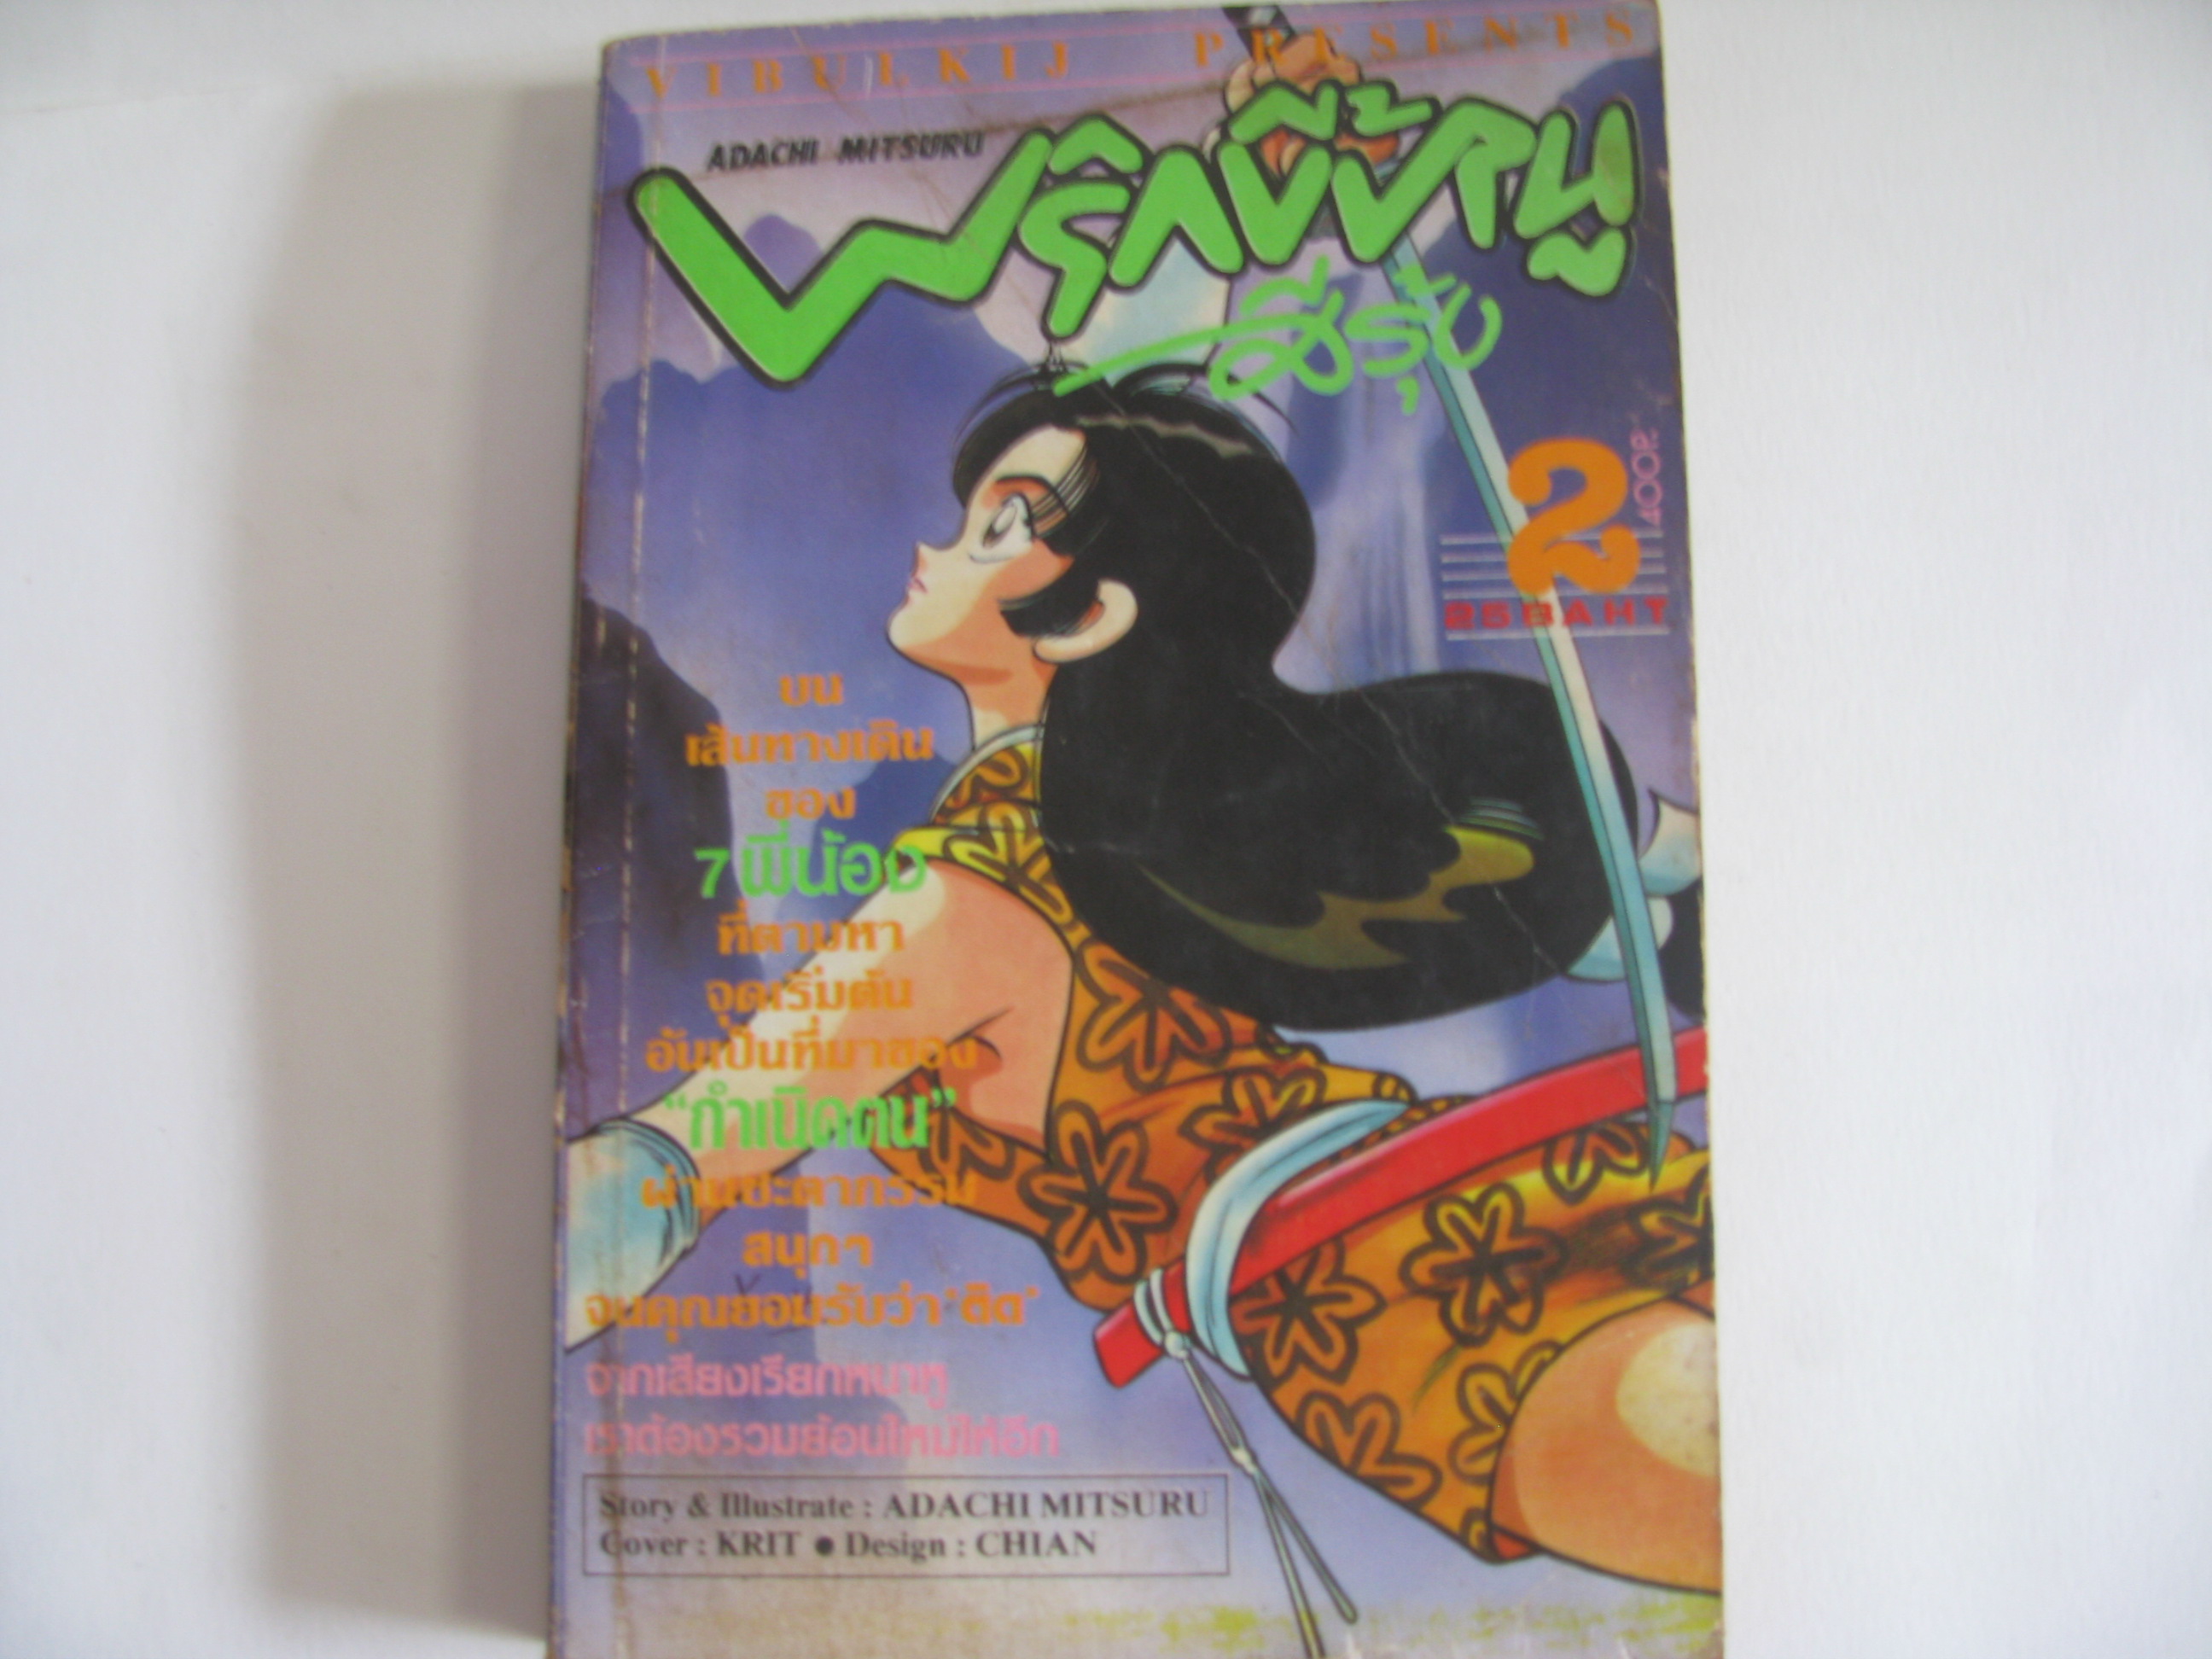 VIBULKIJ PRESENTS
ADACHI MITSURU
พริกขี้หนู
สีรุ้ง
2
400P.
25 BAHT
บน
เส้นทางเดิน
ของ
7 พี่น้อง
ที่ตามหา
จุดเริ่มต้น
อันเป็นที่มาของ
"กำเนิดตน"
ผ่านชะตากรรม
สนุกๆ
จนคุณยอมรับว่า "ติด"
จากเสียงเรียกหนาหู
เราต้องรวมย้อนใหม่ให้อีก
Story & Illustrate : ADACHI MITSURU
Cover : KRIT ● Design : CHIAN